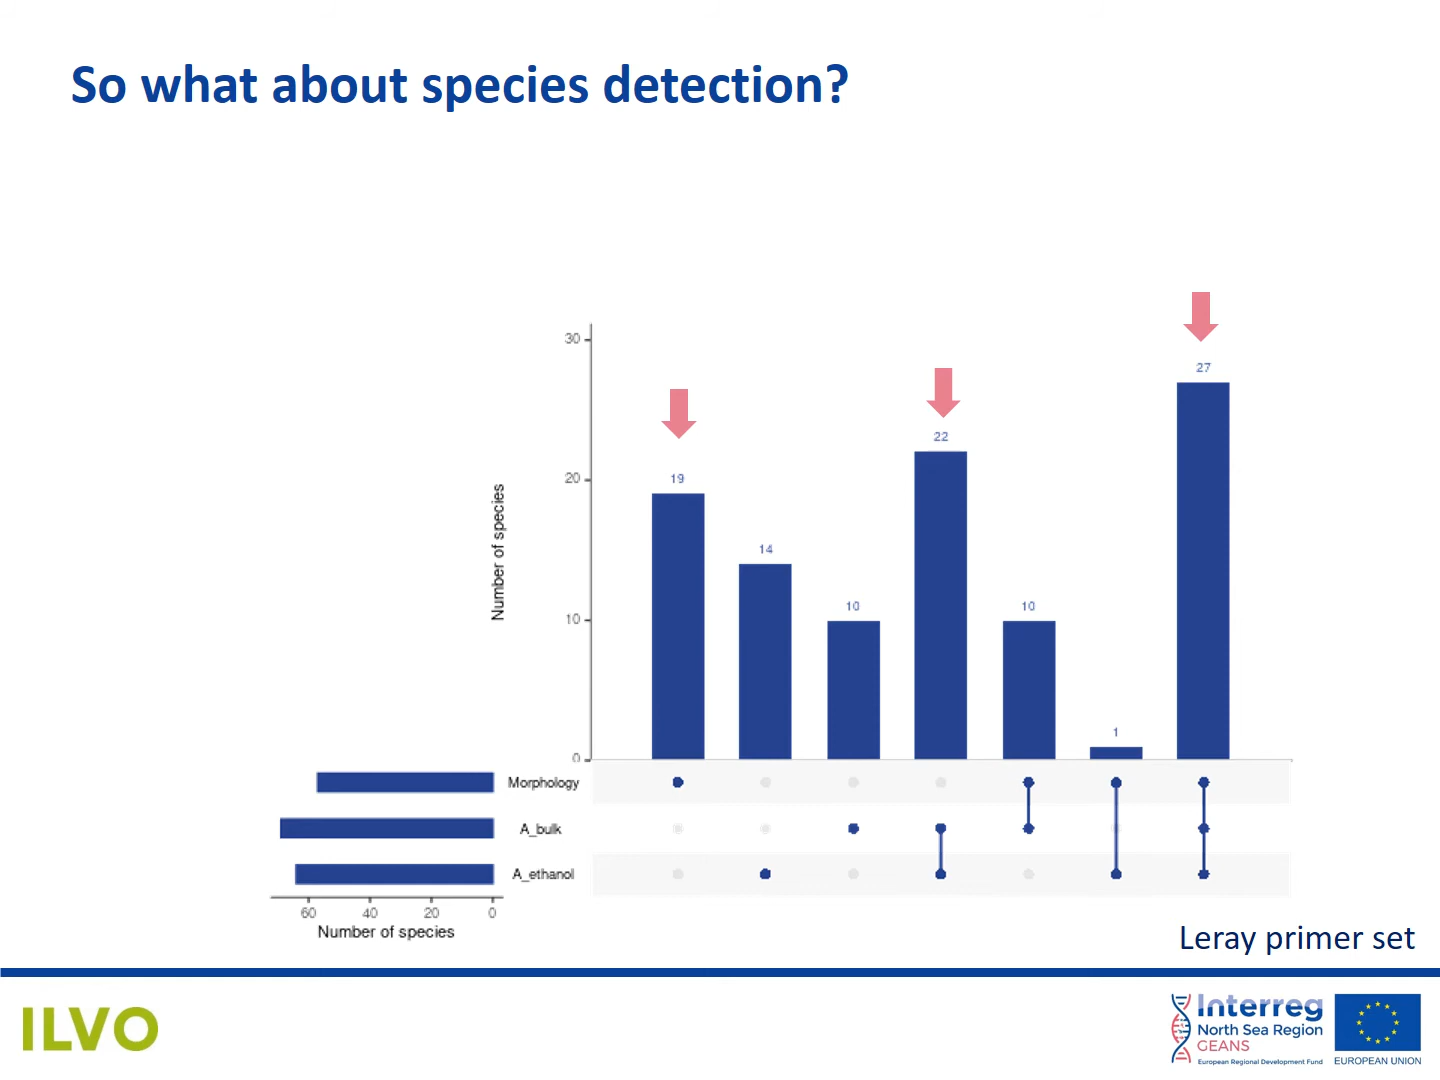 So what about species detection?
30
27
22
20
19
14
10
10
10
1
0
Number of species
Morphology
A_bulk
A_ethanol
60 40 20 0
Number of species
Leray primer set
ILVO
Interreg
North Sea Region
GEANS
European Regional Development Fund
EUROPEAN UNION